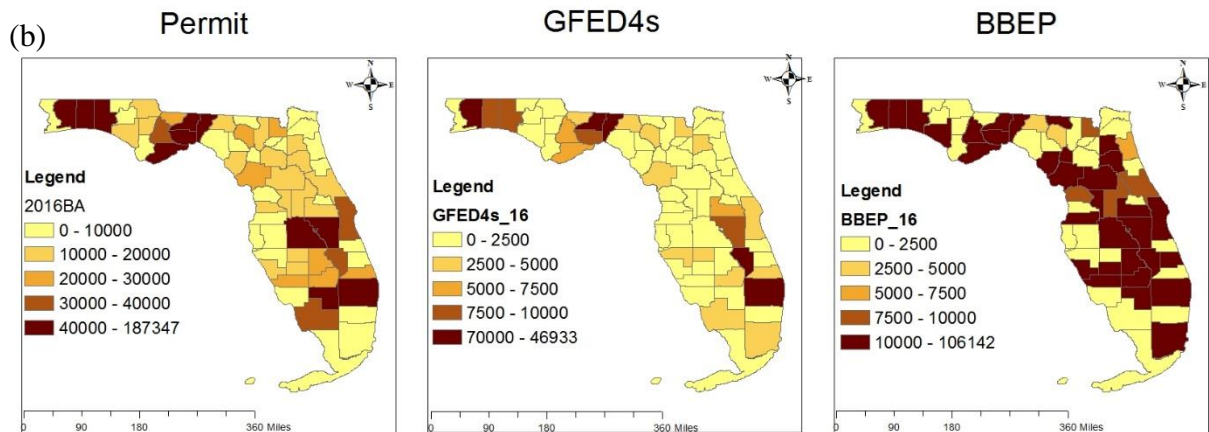 (b)
Permit
N
W E
S
Legend
2016BA
0 - 10000
10000 - 20000
20000 - 30000
30000 - 40000
40000 - 187347
0 90 180 360 Miles
GFED4s
N
W E
S
Legend
GFED4s_16
0 - 2500
2500 - 5000
5000 - 7500
7500 - 10000
70000 - 46933
0 90 180 360 Miles
BBEP
N
W E
S
Legend
BBEP_16
0 - 2500
2500 - 5000
5000 - 7500
7500 - 10000
10000 - 106142
0 90 180 360 Miles